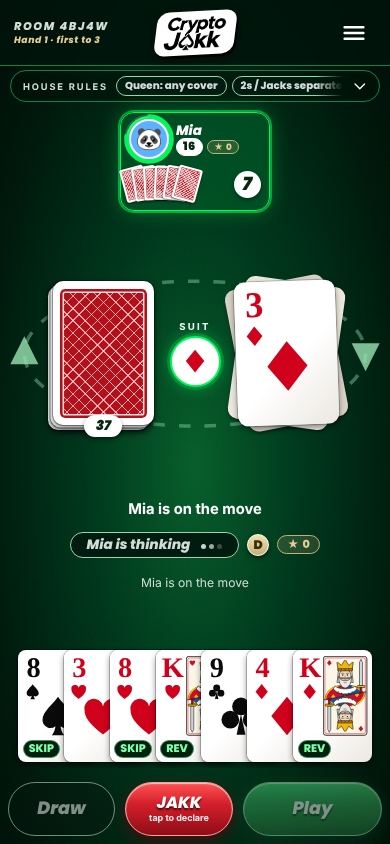 ROOM 4BJ4W
Hand 1 · first to 3
Crypto
Jakk
HOUSE RULES
Queen: any cover
2s / Jacks separate
Mia
16
★ 0
7
37
SUIT
3
Mia is on the move
Mia is thinking
D
★ 0
Mia is on the move
8
SKIP
3
8
SKIP
K
REV
9
4
K
REV
Draw
JAKK
tap to declare
Play